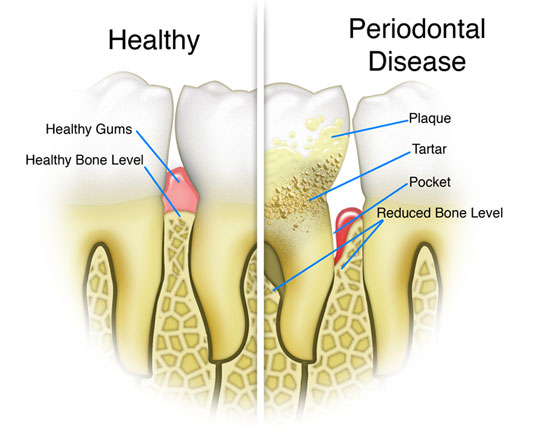 Healthy
Periodontal
Disease
Healthy Gums
Healthy Bone Level
Plaque
Tartar
Pocket
Reduced Bone Level